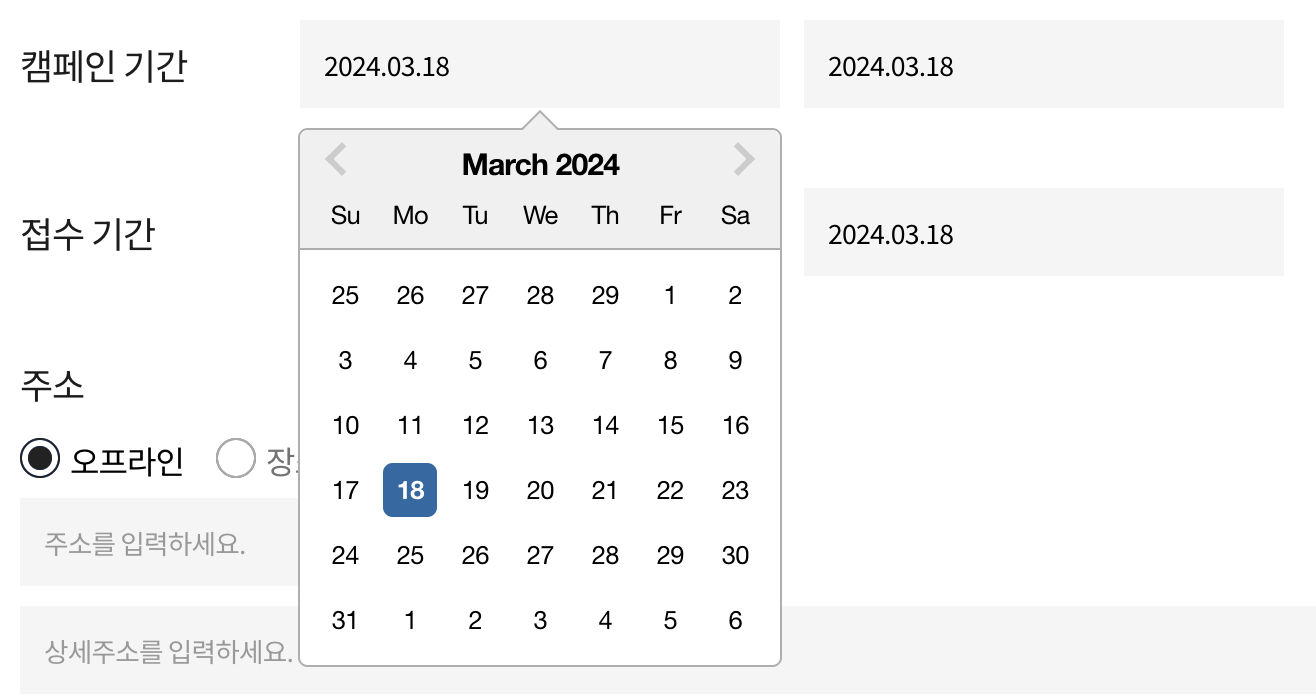 캠페인 기간
2024.03.18
2024.03.18
March 2024
Su Mo Tu We Th Fr Sa
접수 기간
2024.03.18
25 26 27 28 29 1 2
3 4 5 6 7 8 9
주소
10 11 12 13 14 15 16
오프라인
17 18 19 20 21 22 23
주소를 입력하세요.
24 25 26 27 28 29 30
31 1 2 3 4 5 6
상세주소를 입력하세요.